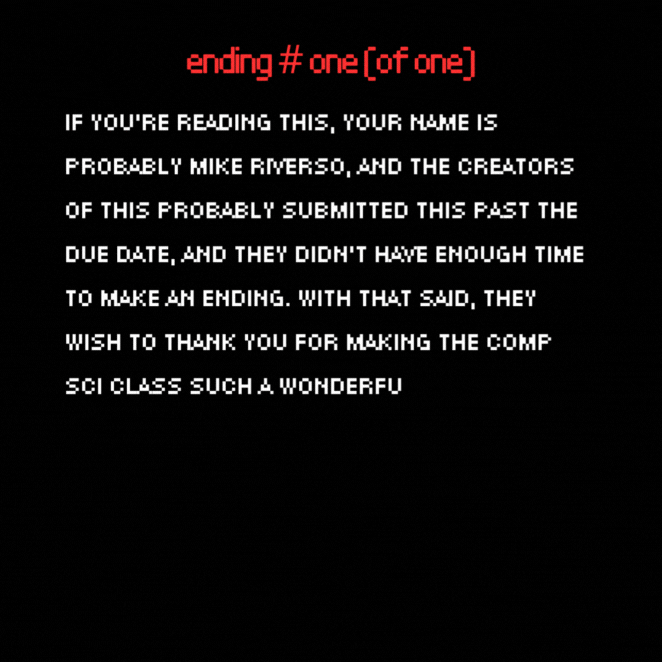 ending # one (of one)
IF YOU'RE READING THIS, YOUR NAME IS
PROBABLY MIKE RIVERSO, AND THE CREATORS
OF THIS PROBABLY SUBMITTED THIS PAST THE
DUE DATE, AND THEY DIDN'T HAVE ENOUGH TIME
TO MAKE AN ENDING. WITH THAT SAID, THEY
WISH TO THANK YOU FOR MAKING THE COMP
SCI CLASS SUCH A WONDERFU